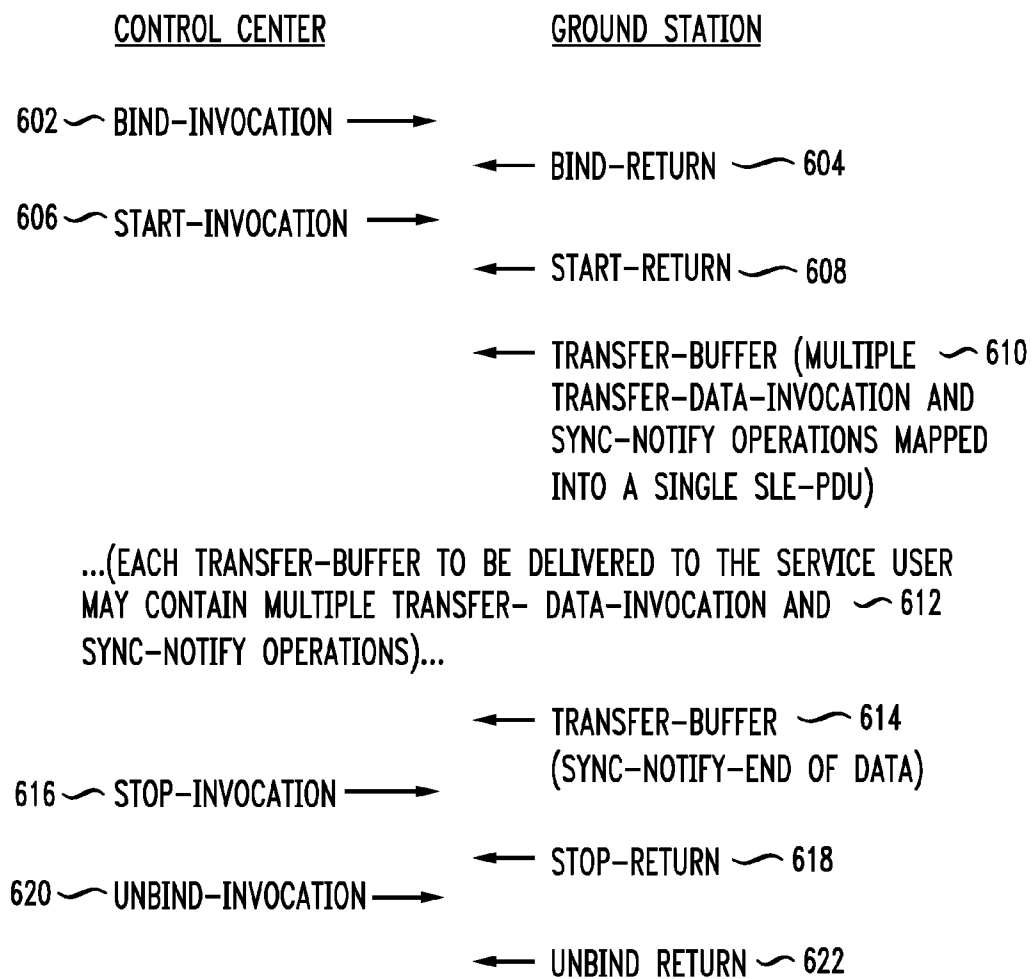 CONTROL CENTER GROUND STATION
602 BIND-INVOCATION
BIND-RETURN 604
606 START-INVOCATION
START-RETURN 608
TRANSFER-BUFFER (MULTIPLE 610
TRANSFER-DATA-INVOCATION AND
SYNC-NOTIFY OPERATIONS MAPPED
INTO A SINGLE SLE-PDU)
...(EACH TRANSFER-BUFFER TO BE DELIVERED TO THE SERVICE USER
MAY CONTAIN MULTIPLE TRANSFER- DATA-INVOCATION AND 612
SYNC-NOTIFY OPERATIONS)...
TRANSFER-BUFFER 614
(SYNC-NOTIFY-END OF DATA)
616 STOP-INVOCATION
STOP-RETURN 618
620 UNBIND-INVOCATION
UNBIND RETURN 622